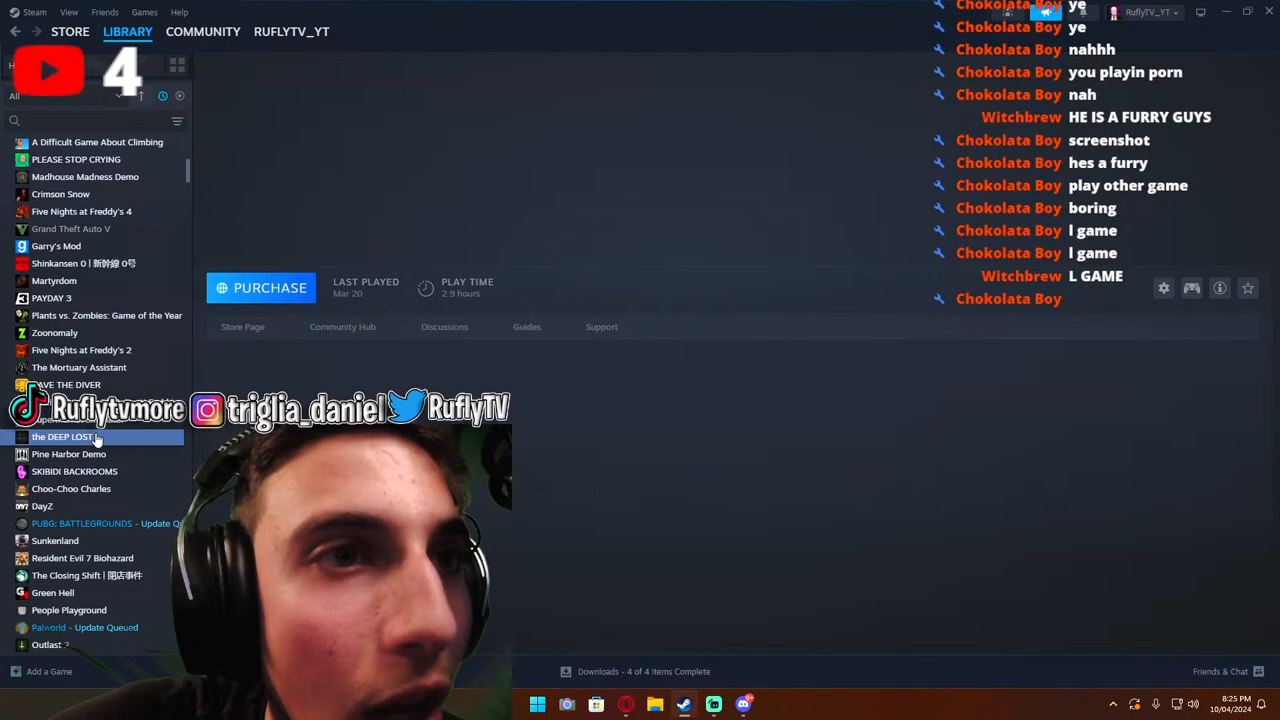 Steam View Friends Games Help
RuflyTV_YT
STORE LIBRARY COMMUNITY RUFLYTV_YT
4
All
A Difficult Game About Climbing
PLEASE STOP CRYING
Madhouse Madness Demo
Crimson Snow
Five Nights at Freddy's 4
Grand Theft Auto V
Garry's Mod
Shinkansen 0 | 新幹線 0号
Martyrdom
PAYDAY 3
Plants vs. Zombies: Game of the Year
Zoonomaly
Five Nights at Freddy's 2
The Mortuary Assistant
DAVE THE DIVER
the DEEP LOST
Pine Harbor Demo
SKIBIDI BACKROOMS
Choo-Choo Charles
DayZ
PUBG: BATTLEGROUNDS - Update Q
Sunkenland
Resident Evil 7 Biohazard
The Closing Shift | 閉店事件
Green Hell
People Playground
Palworld - Update Queued
Outlast 2
Add a Game
PURCHASE
LAST PLAYED
Mar 20
PLAY TIME
2.9 hours
Store Page Community Hub Discussions Guides Support
Ruflytvmore triglia_daniel RuflyTV
Chokolata Boy ye
Chokolata Boy ye
Chokolata Boy nahhh
Chokolata Boy you playin porn
Chokolata Boy nah
Witchbrew HE IS A FURRY GUYS
Chokolata Boy screenshot
Chokolata Boy hes a furry
Chokolata Boy play other game
Chokolata Boy boring
Chokolata Boy l game
Chokolata Boy l game
Witchbrew L GAME
Chokolata Boy
Downloads - 4 of 4 Items Complete
Friends & Chat
9+
8:25 PM
10/04/2024